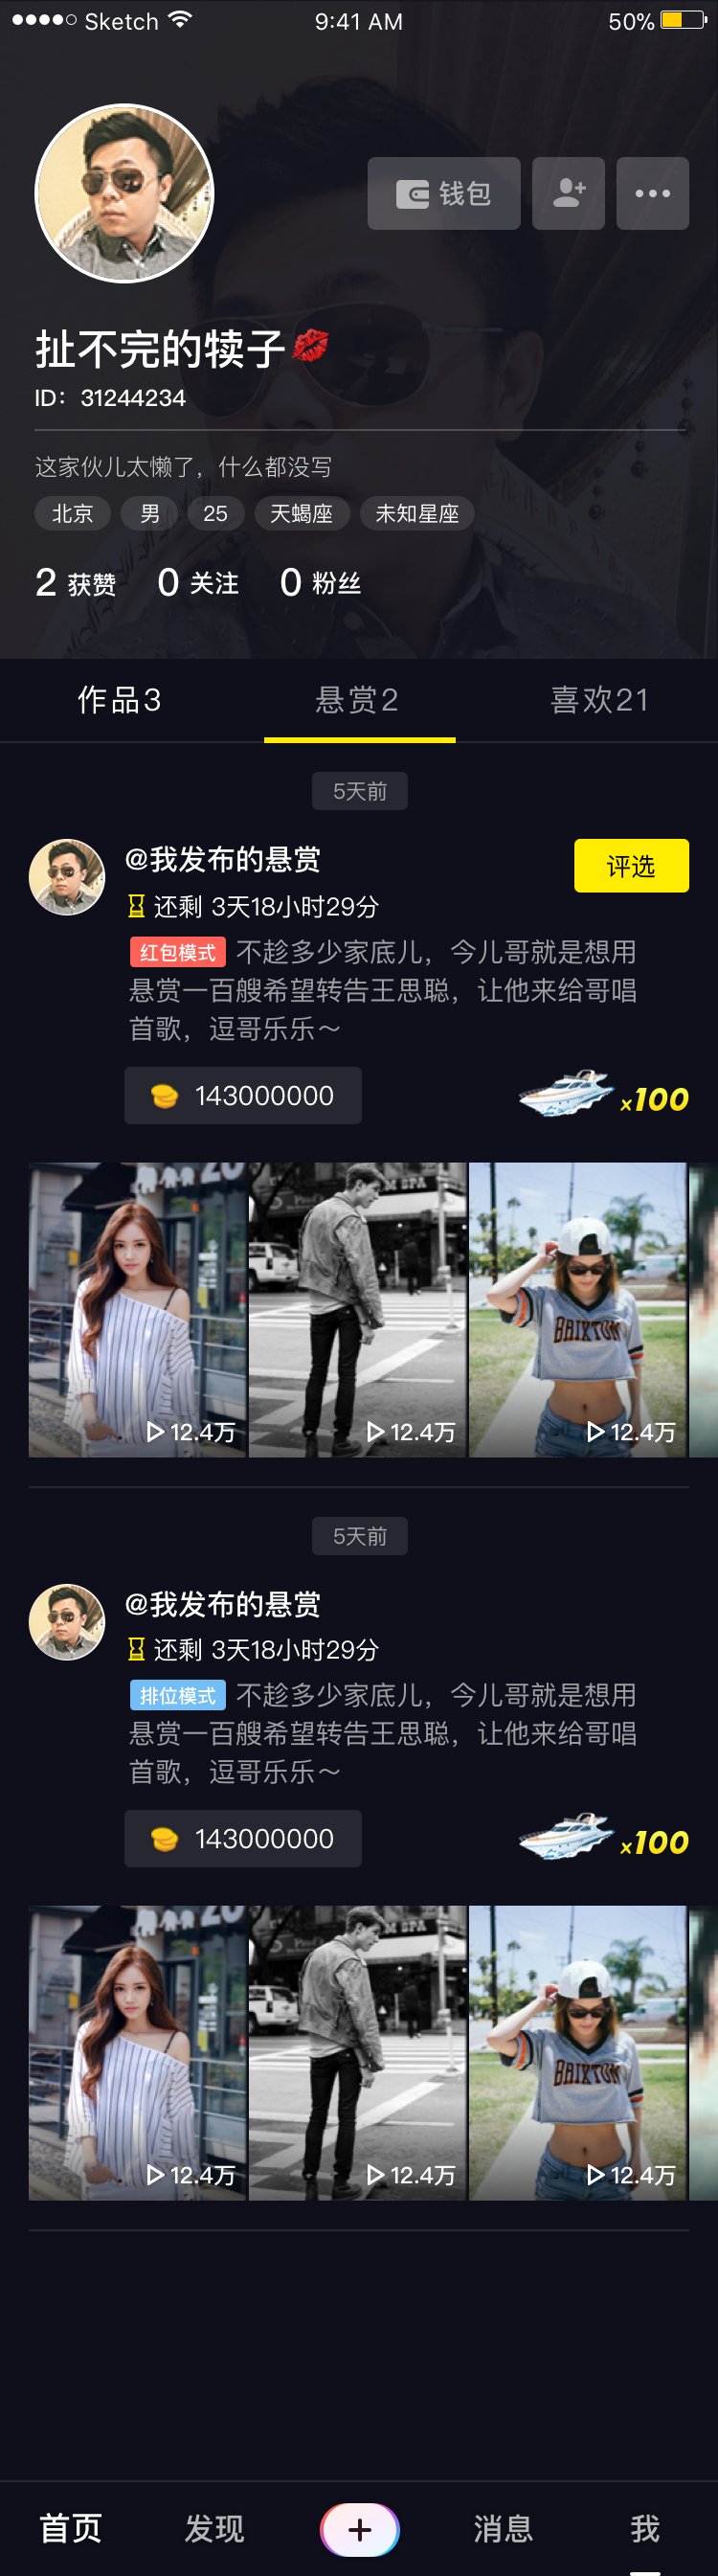 Sketch 9:41 AM 50%
钱包
扯不完的犊子
ID：31244234
这家伙儿太懒了，什么都没写
北京 男 25 天蝎座 未知星座
2 获赞 0 关注 0 粉丝
作品3 悬赏2 喜欢21
5天前
@我发布的悬赏 评选
还剩 3天18小时29分
红包模式 不趁多少家底儿，今儿哥就是想用
悬赏一百艘希望转告王思聪，让他来给哥唱
首歌，逗哥乐乐～
143000000 x100
BRIXTON
12.4万 12.4万 12.4万
5天前
@我发布的悬赏
还剩 3天18小时29分
排位模式 不趁多少家底儿，今儿哥就是想用
悬赏一百艘希望转告王思聪，让他来给哥唱
首歌，逗哥乐乐～
143000000 x100
BRIXTON
12.4万 12.4万 12.4万
首页 发现 + 消息 我